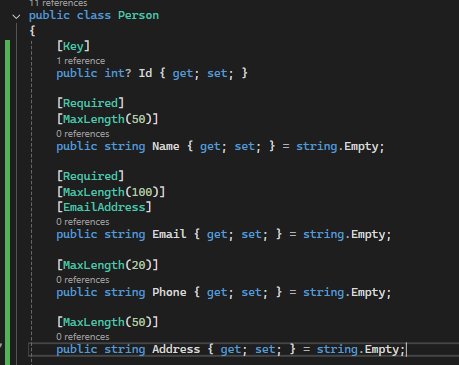 11 references
public class Person
{
[Key]
1 reference
public int? Id { get; set; }
[Required]
[MaxLength(50)]
0 references
public string Name { get; set; } = string.Empty;
[Required]
[MaxLength(100)]
[EmailAddress]
0 references
public string Email { get; set; } = string.Empty;
[MaxLength(20)]
0 references
public string Phone { get; set; } = string.Empty;
[MaxLength(50)]
0 references
public string Address { get; set; } = string.Empty;